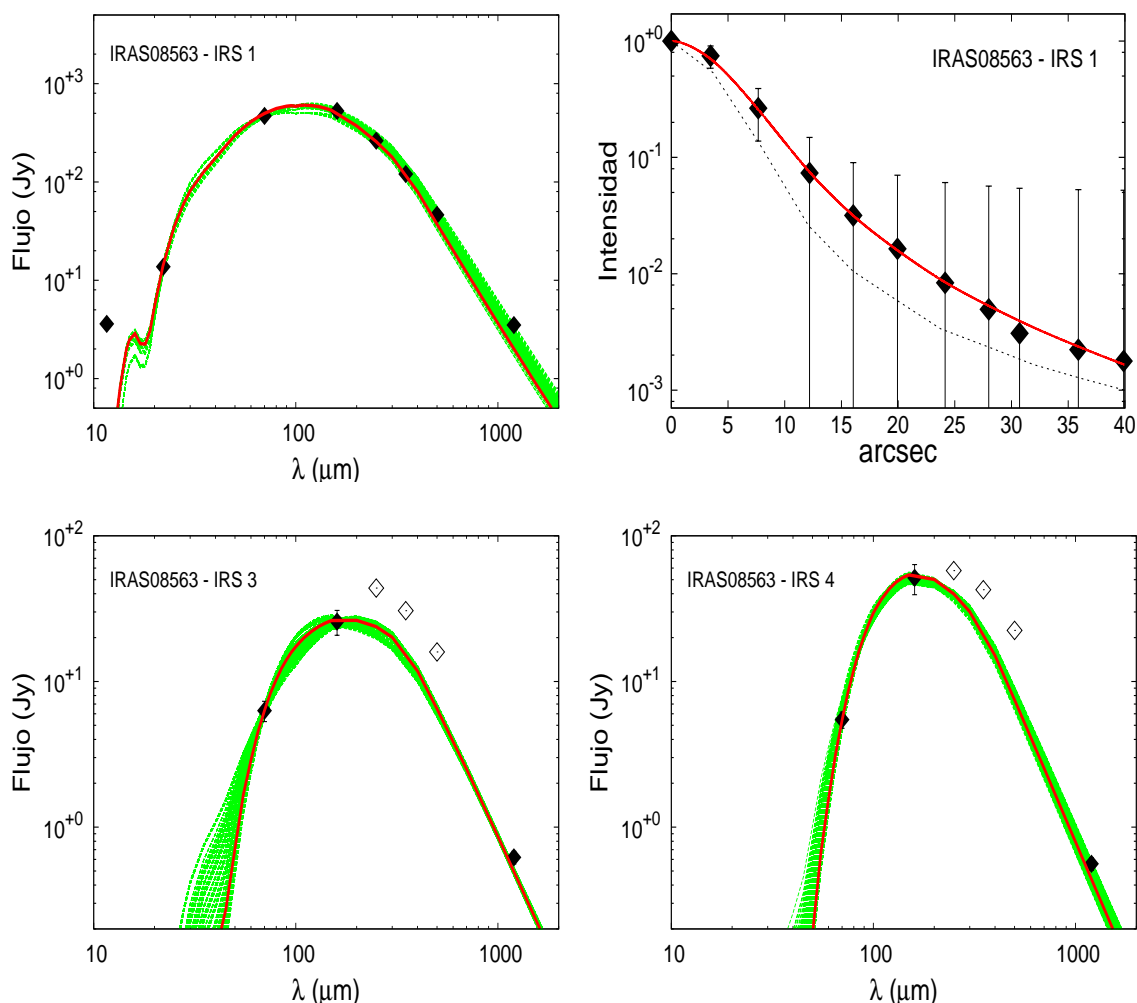 IRAS08563 - IRS 1
Flujo (Jy)
10+3
10+2
10+1
10+0
10 100 1000
λ (μm)
IRAS08563 - IRS 1
Intensidad
10+0
10-1
10-2
10-3
0 5 10 15 20 25 30 35 40
arcsec
IRAS08563 - IRS 3
Flujo (Jy)
10+2
10+1
10+0
10 100 1000
λ (μm)
IRAS08563 - IRS 4
Flujo (Jy)
10+2
10+1
10+0
10 100 1000
λ (μm)